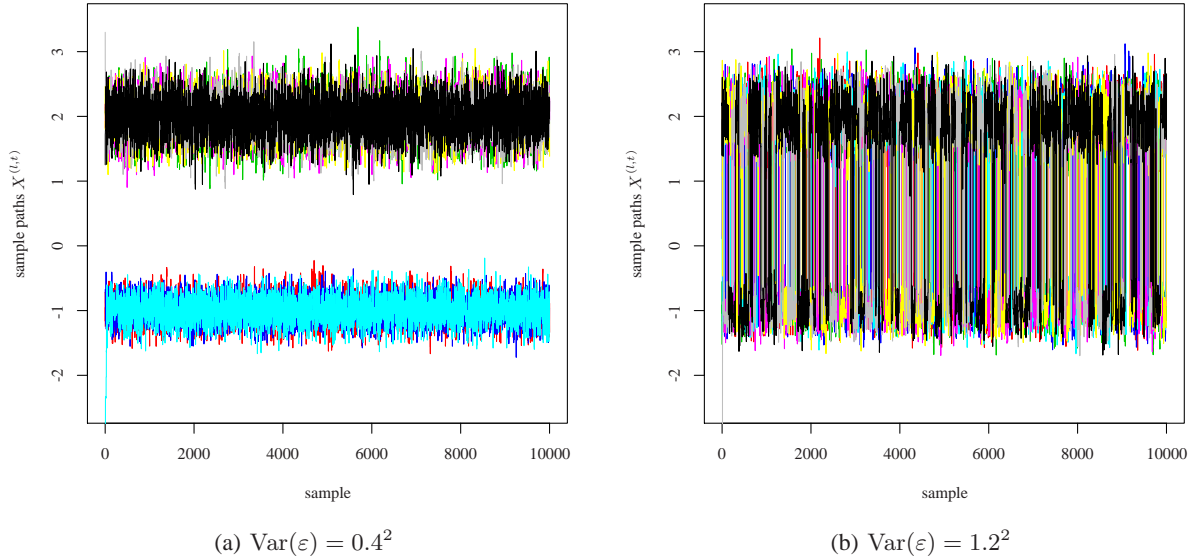 3
2
1
0
-1
-2
sample paths X^(l,t)
0 2000 4000 6000 8000 10000
sample
(a) Var(ε) = 0.4²
3
2
1
0
-1
-2
sample paths X^(l,t)
0 2000 4000 6000 8000 10000
sample
(b) Var(ε) = 1.2²